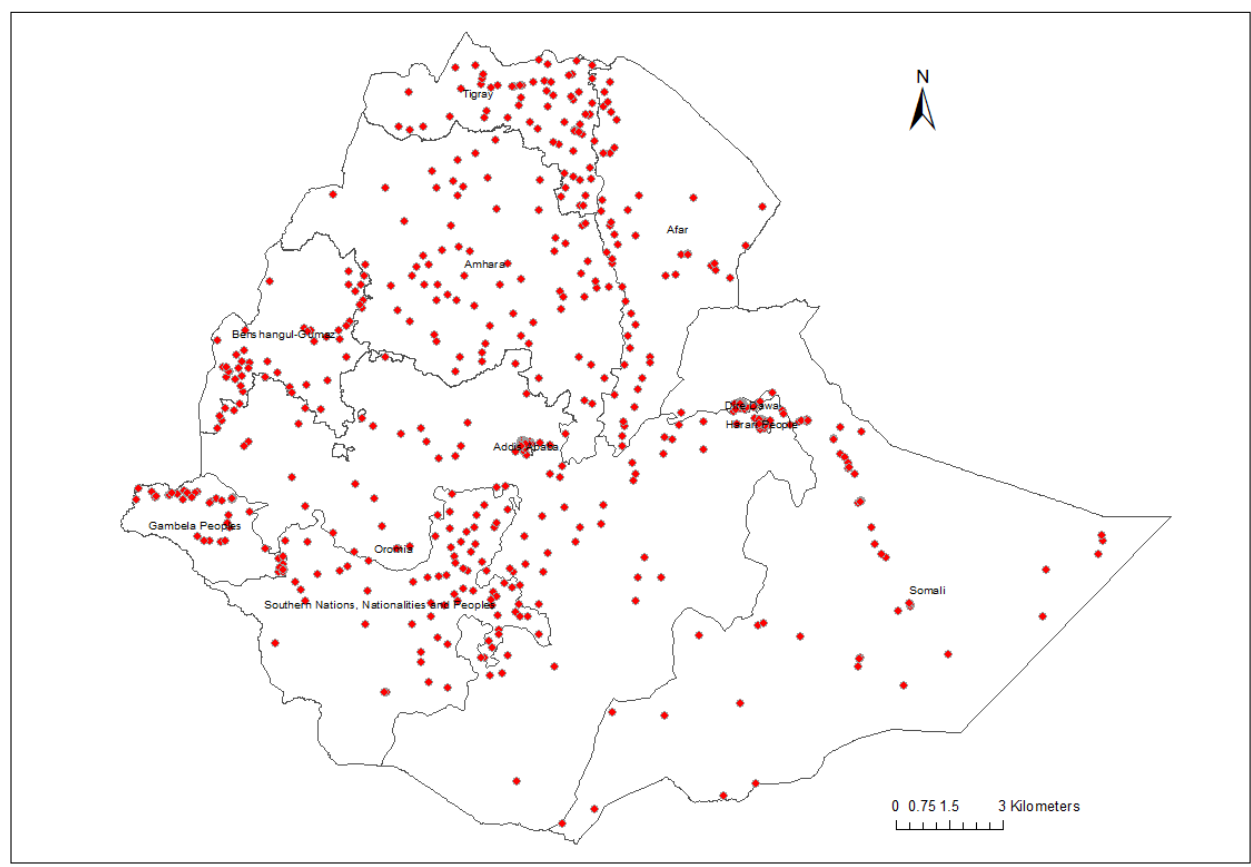 N
Tigray
Afar
Amhara
Benshangul-Gumaz
Dire Dawa
Harari People
Addis Ababa
Gambela Peoples
Oromia
Somali
Southern Nations, Nationalities and Peoples
0 0.75 1.5 3 Kilometers